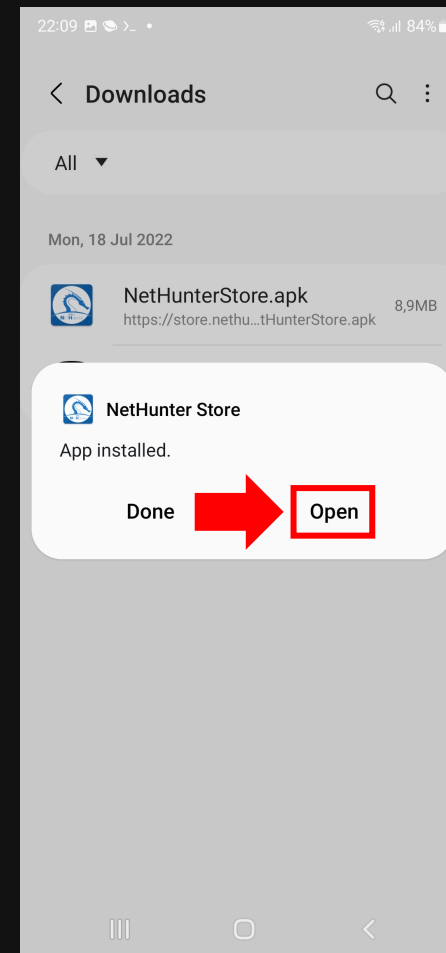 22:09
84%
Downloads
All
Mon, 18 Jul 2022
NetHunterStore.apk
https://store.nethu…tHunterStore.apk
8,9MB
NetHunter Store
App installed.
Done
Open